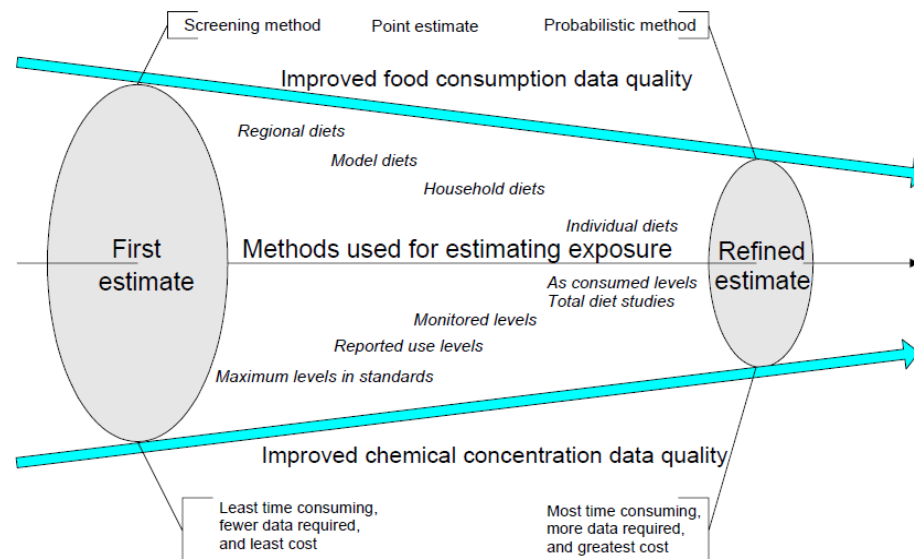 Screening method
Point estimate
Probabilistic method
Improved food consumption data quality
Regional diets
Model diets
Household diets
Individual diets
First
estimate
Methods used for estimating exposure
Refined
estimate
As consumed levels
Total diet studies
Monitored levels
Reported use levels
Maximum levels in standards
Improved chemical concentration data quality
Least time consuming,
fewer data required,
and least cost
Most time consuming,
more data required,
and greatest cost